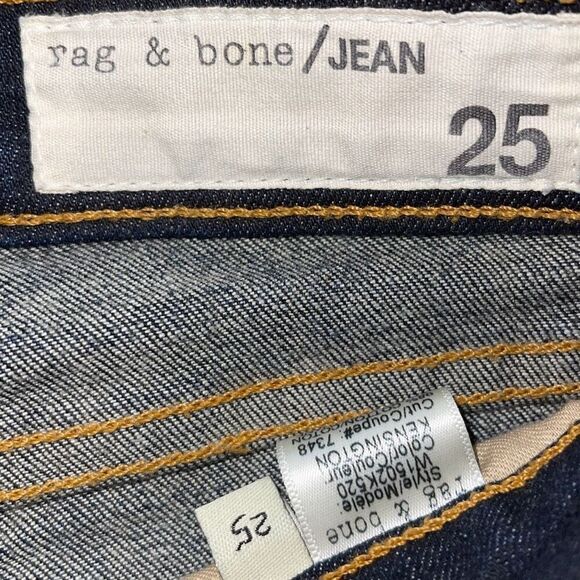 rag & bone/JEAN
25
rag & bone
Style/Modèle:
W1502K520
Color/Couleur
KENSINGTON
Cut/Coupe# 7348
25